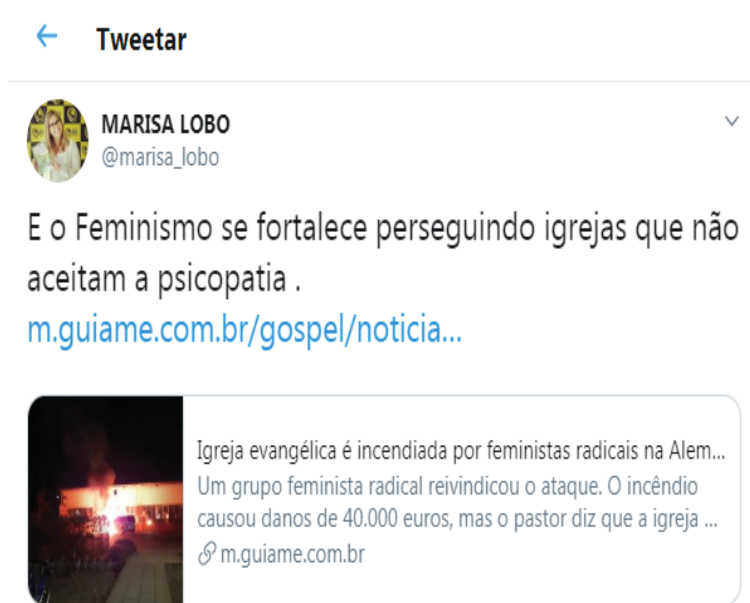 Tweetar
MARISA LOBO
@marisa_lobo
E o Feminismo se fortalece perseguindo igrejas que não
aceitam a psicopatia .
m.guiame.com.br/gospel/noticia...
Igreja evangélica é incendiada por feministas radicais na Alem...
Um grupo feminista radical reivindicou o ataque. O incêndio
causou danos de 40.000 euros, mas o pastor diz que a igreja ...
m.guiame.com.br